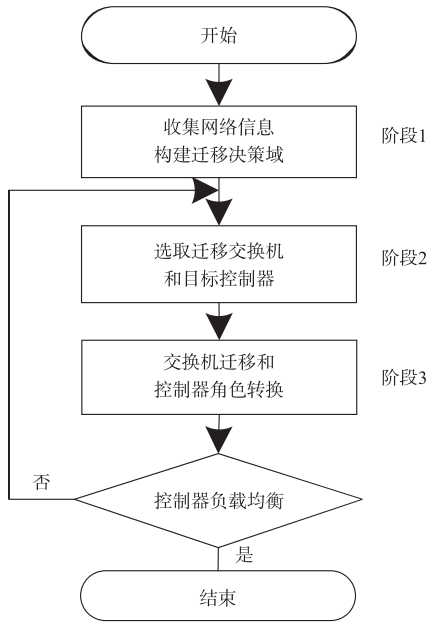 开始
收集网络信息
构建迁移决策域
阶段1
选取迁移交换机
和目标控制器
阶段2
交换机迁移和
控制器角色转换
阶段3
否
控制器负载均衡
是
结束